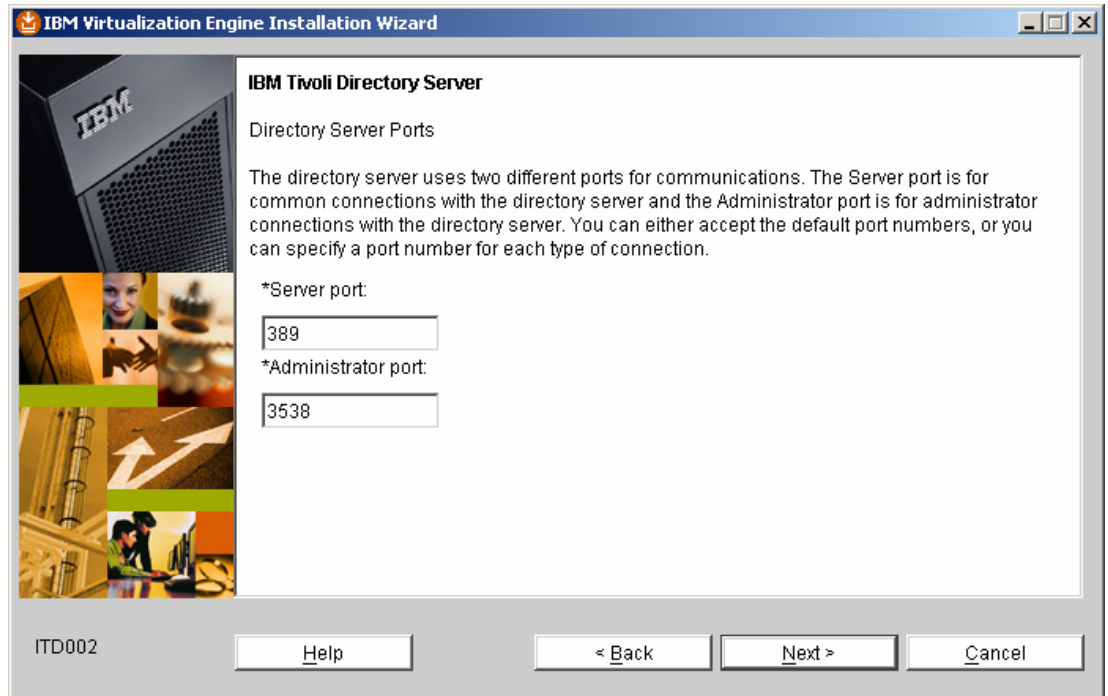 IBM Virtualization Engine Installation Wizard
IBM
IBM Tivoli Directory Server
Directory Server Ports
The directory server uses two different ports for communications. The Server port is for
common connections with the directory server and the Administrator port is for administrator
connections with the directory server. You can either accept the default port numbers, or you
can specify a port number for each type of connection.
*Server port:
389
*Administrator port:
3538
ITD002
Help
< Back
Next >
Cancel